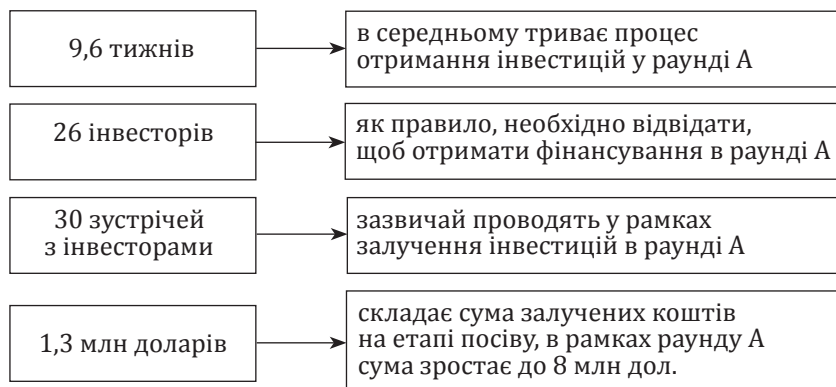 9,6 тижнів
в середньому триває процес
отримання інвестицій у раунді А
26 інвесторів
як правило, необхідно відвідати,
щоб отримати фінансування в раунді А
30 зустрічей
з інвесторами
зазвичай проводять у рамках
залучення інвестицій в раунді А
1,3 млн доларів
складає сума залучених коштів
на етапі посіву, в рамках раунду А
сума зростає до 8 млн дол.